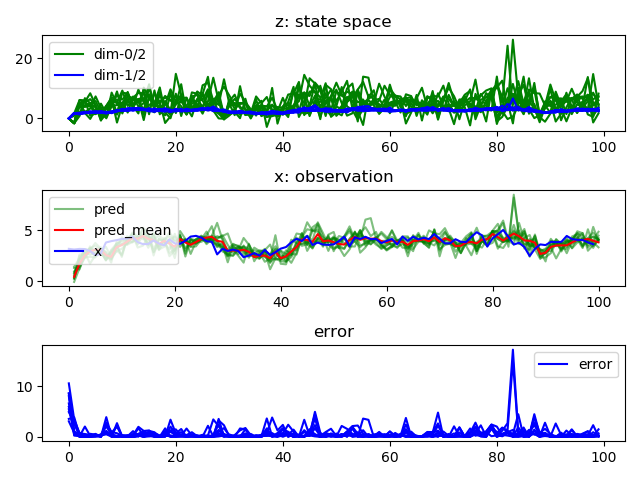 z: state space
dim-0/2
dim-1/2
20
0
0 20 40 60 80 100
x: observation
pred
pred_mean
x
5
0
0 20 40 60 80 100
error
error
10
0
0 20 40 60 80 100